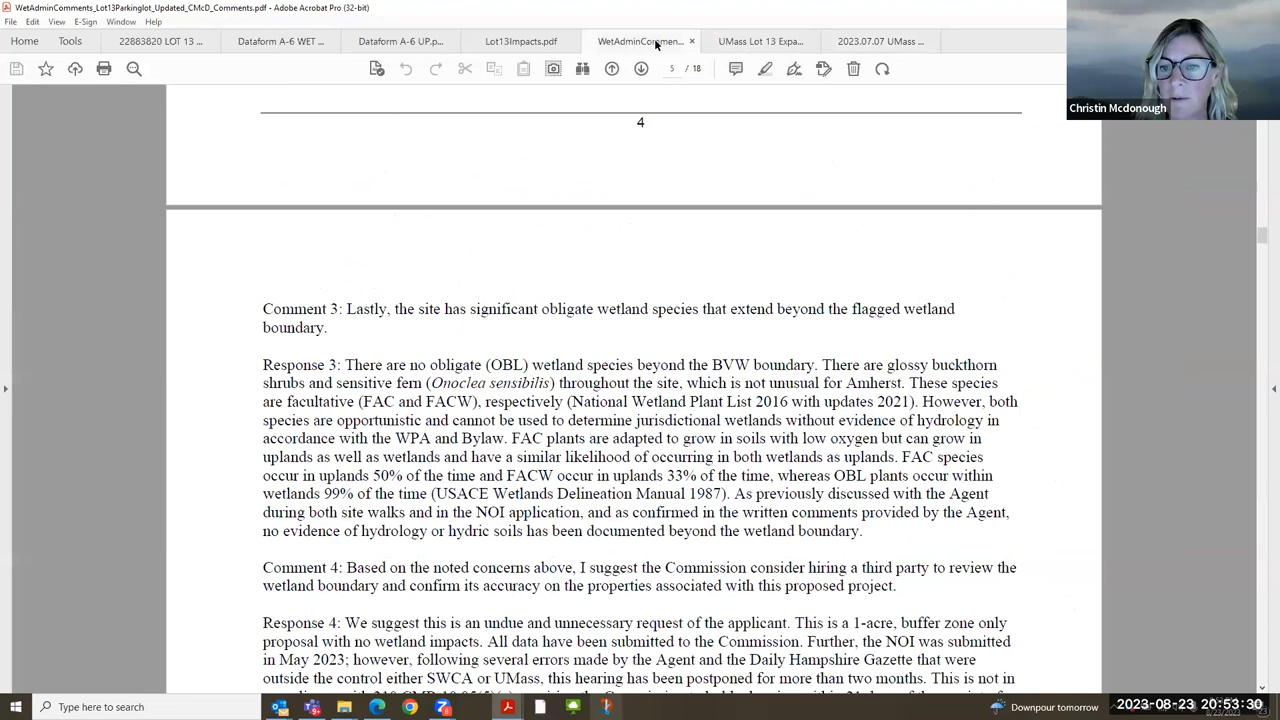 WetAdminComments_Lot13Parkinglot_Updated_CMcD_Comments.pdf - Adobe Acrobat Pro (32-bit)
File Edit View E-Sign Window Help
Home Tools 22883820 LOT 13 ... Dataform A-6 WET ... Dataform A-6 UP.p... Lot13Impacts.pdf WetAdminCommen... × UMass Lot 13 Expa... 2023.07.07 UMass ...
5 / 18
Christin Mcdonough
4
Comment 3: Lastly, the site has significant obligate wetland species that extend beyond the flagged wetland
boundary.
Response 3: There are no obligate (OBL) wetland species beyond the BVW boundary. There are glossy buckthorn
shrubs and sensitive fern (Onoclea sensibilis) throughout the site, which is not unusual for Amherst. These species
are facultative (FAC and FACW), respectively (National Wetland Plant List 2016 with updates 2021). However, both
species are opportunistic and cannot be used to determine jurisdictional wetlands without evidence of hydrology in
accordance with the WPA and Bylaw. FAC plants are adapted to grow in soils with low oxygen but can grow in
uplands as well as wetlands and have a similar likelihood of occurring in both wetlands as uplands. FAC species
occur in uplands 50% of the time and FACW occur in uplands 33% of the time, whereas OBL plants occur within
wetlands 99% of the time (USACE Wetlands Delineation Manual 1987). As previously discussed with the Agent
during both site walks and in the NOI application, and as confirmed in the written comments provided by the Agent,
no evidence of hydrology or hydric soils has been documented beyond the wetland boundary.
Comment 4: Based on the noted concerns above, I suggest the Commission consider hiring a third party to review the
wetland boundary and confirm its accuracy on the properties associated with this proposed project.
Response 4: We suggest this is an undue and unnecessary request of the applicant. This is a 1-acre, buffer zone only
proposal with no wetland impacts. All data have been submitted to the Commission. Further, the NOI was submitted
in May 2023; however, following several errors made by the Agent and the Daily Hampshire Gazette that were
outside the control either SWCA or UMass, this hearing has been postponed for more than two months. This is not in
Type here to search
Downpour tomorrow
2023-08-23 20:53:30